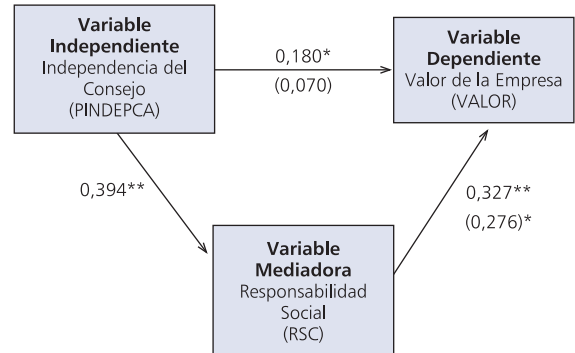 Variable
Independiente
Independencia del
Consejo
(PINDEPCA)
0,180*
(0,070)
Variable
Dependiente
Valor de la Empresa
(VALOR)
0,394**
0,327**
(0,276)*
Variable
Mediadora
Responsabilidad
Social
(RSC)